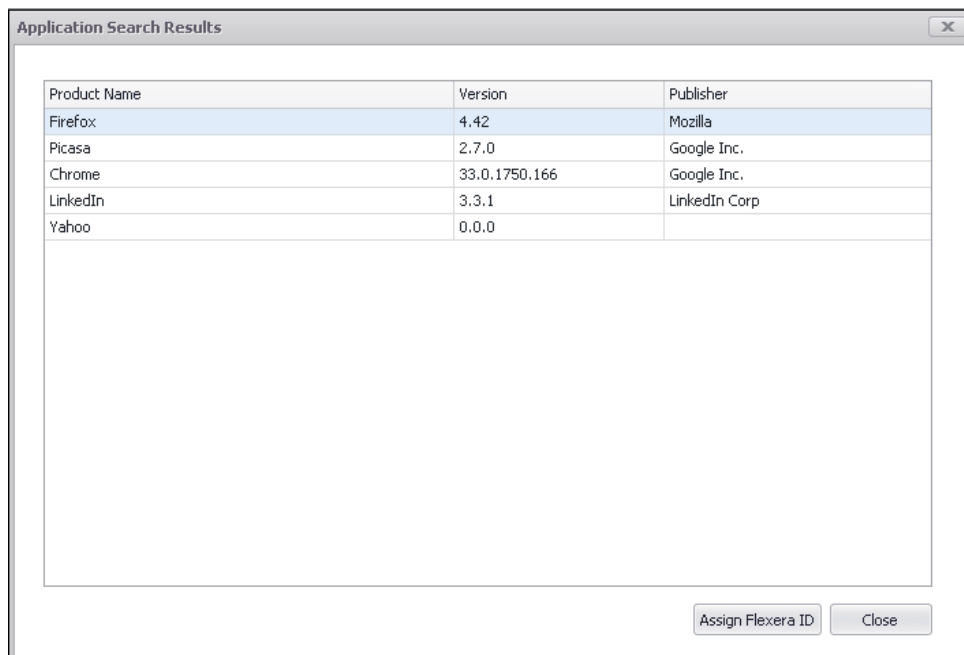 Application Search Results
Product Name Version Publisher
Firefox 4.42 Mozilla
Picasa 2.7.0 Google Inc.
Chrome 33.0.1750.166 Google Inc.
LinkedIn 3.3.1 LinkedIn Corp
Yahoo 0.0.0
Assign Flexera ID Close